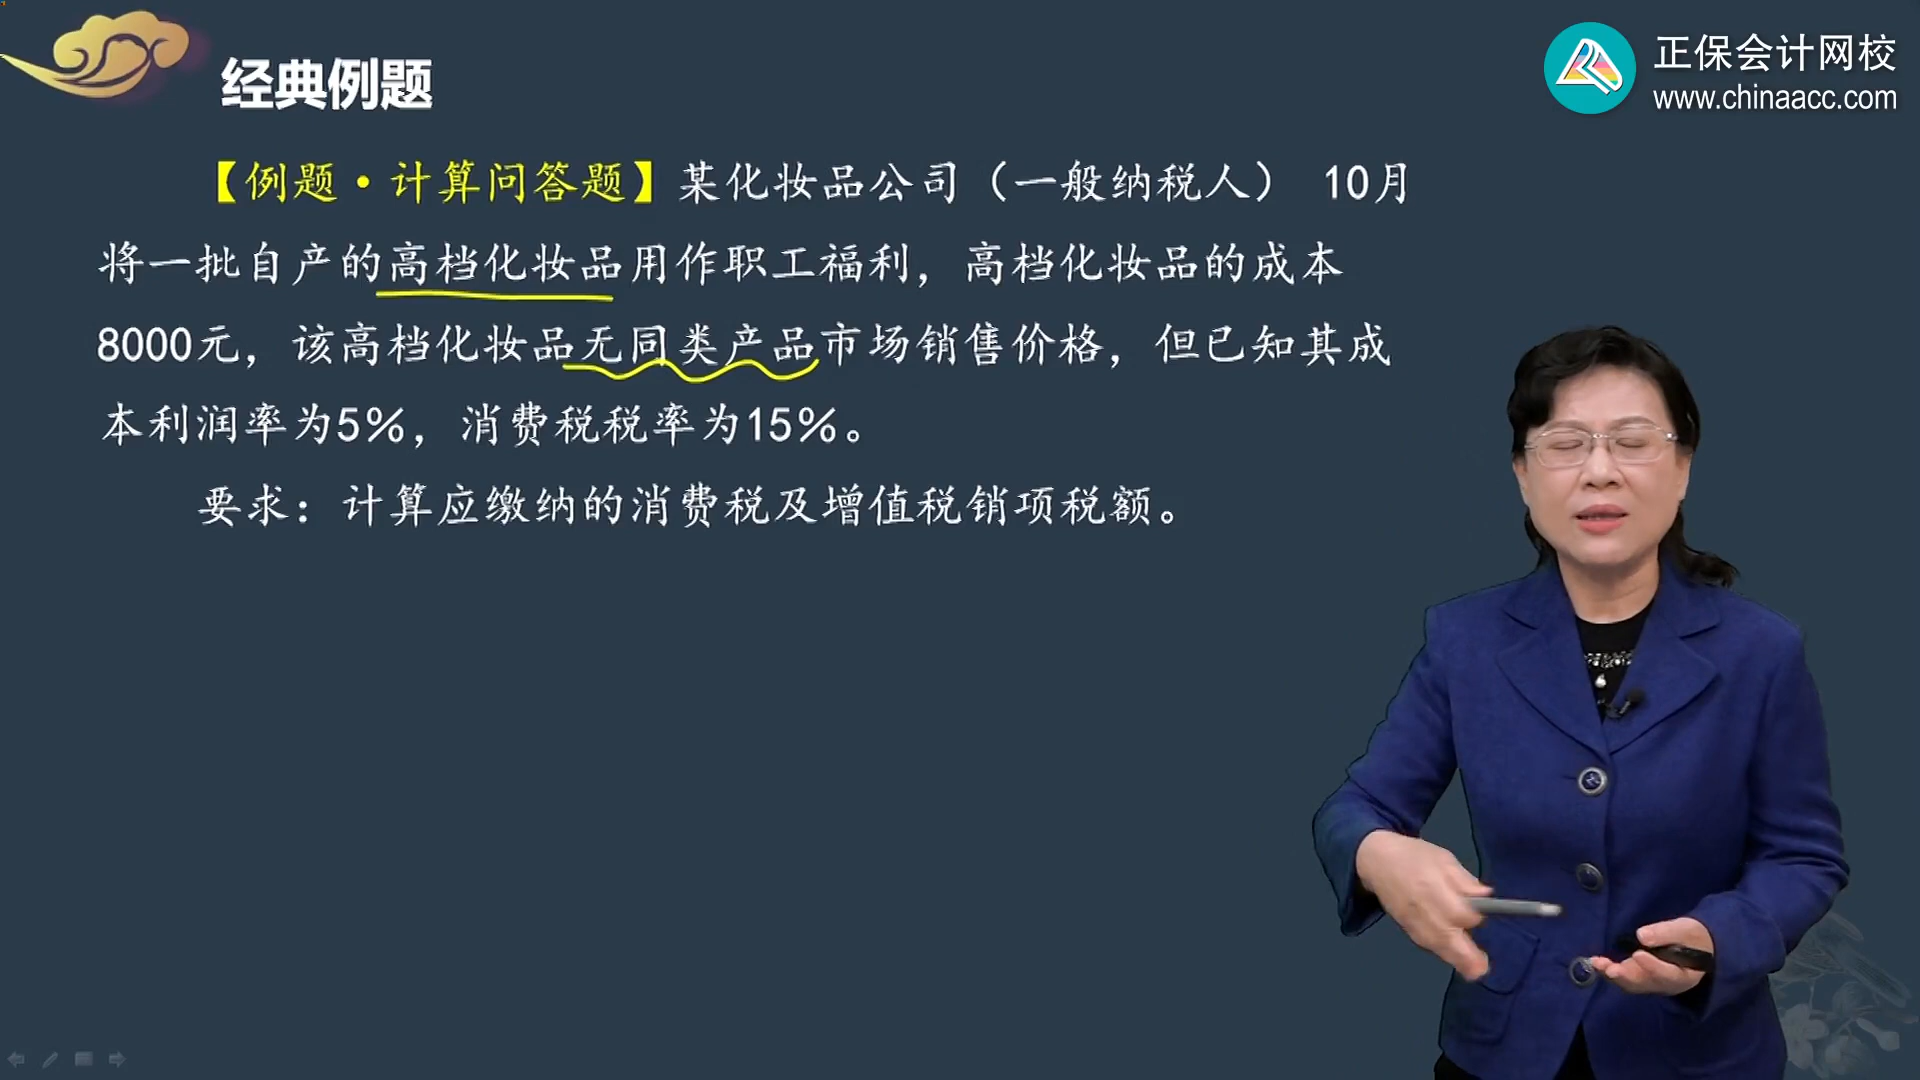 经典例题
正保会计网校
www.chinaacc.com
【例题·计算问答题】某化妆品公司（一般纳税人） 10月
将一批自产的高档化妆品用作职工福利，高档化妆品的成本
8000元，该高档化妆品无同类产品市场销售价格，但已知其成
本利润率为5%，消费税税率为15%。
要求：计算应缴纳的消费税及增值税销项税额。